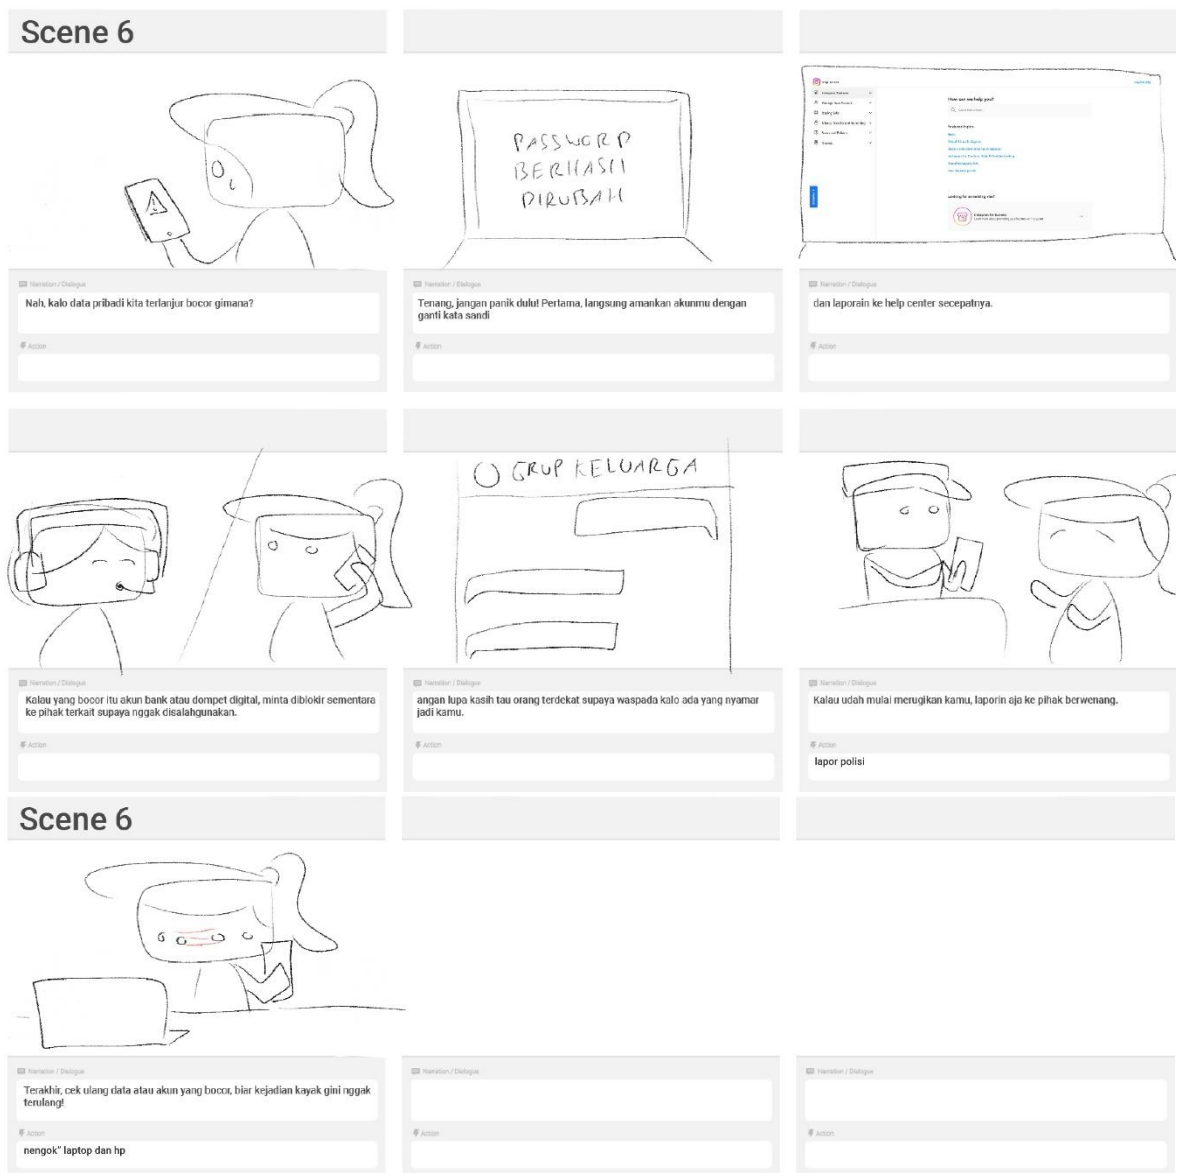 Scene 6
PASSWORD
BERHASIL
DIRUBAH
How can we help you?
Narration / Dialogue
Nah, kalo data pribadi kita terlanjur bocor gimana?
Action
Narration / Dialogue
Tenang, jangan panik dulu! Pertama, langsung amankan akunmu dengan
ganti kata sandi
Action
Narration / Dialogue
dan laporain ke help center secepatnya.
Action
GRUP KELUARGA
Narration / Dialogue
Kalau yang bocor itu akun bank atau dompet digital, minta diblokir sementara
ke pihak terkait supaya nggak disalahgunakan.
Action
Narration / Dialogue
angan lupa kasih tau orang terdekat supaya waspada kalo ada yang nyamar
jadi kamu.
Action
Narration / Dialogue
Kalau udah mulai merugikan kamu, laporin aja ke pihak berwenang.
Action
lapor polisi
Scene 6
Narration / Dialogue
Terakhir, cek ulang data atau akun yang bocor, biar kejadian kayak gini nggak
terulang!
Action
nengok" laptop dan hp
Narration / Dialogue
Action
Narration / Dialogue
Action